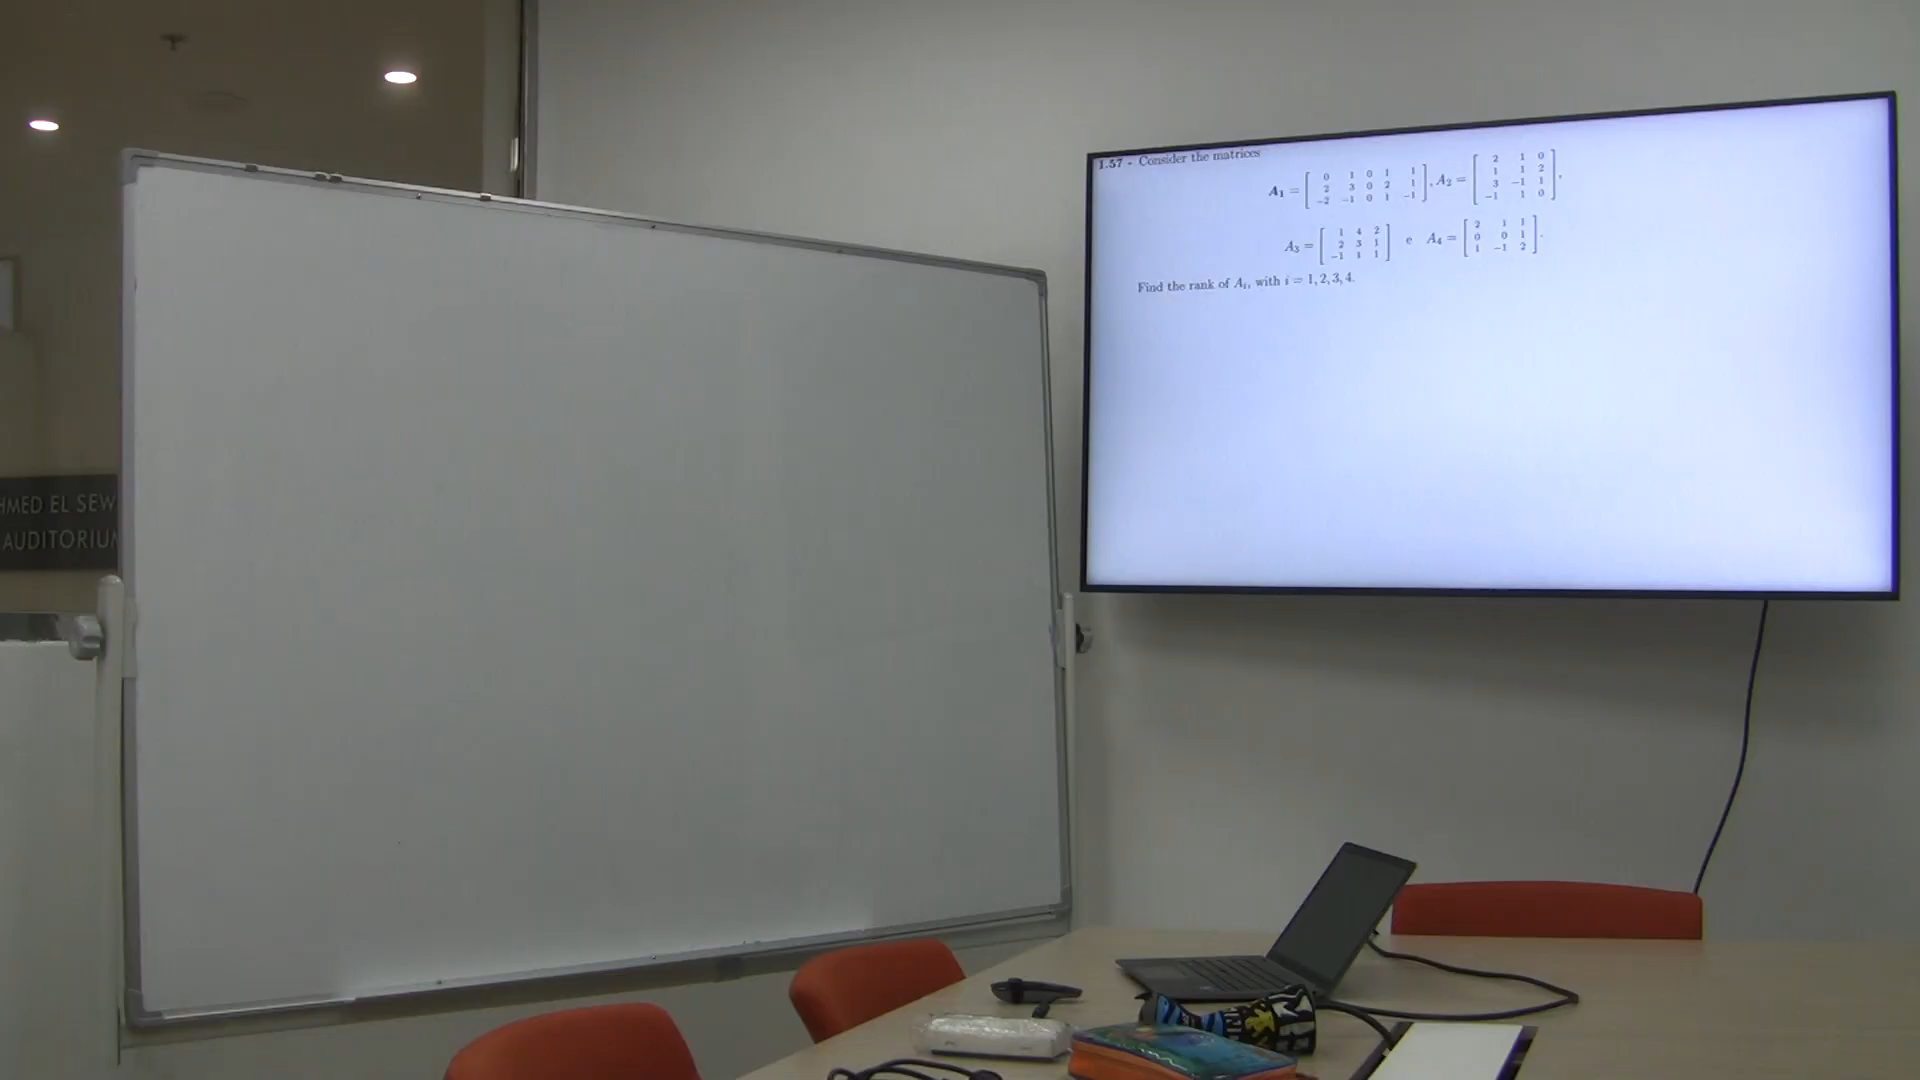 HMED EL SEW
AUDITORIUM
1.57 - Consider the matrices
A₁ = [ 0 1 0 1 1 ; 2 3 0 2 1 ; −2 −1 0 1 −1 ], A₂ = [ 2 1 0 ; 1 1 2 ; 3 −1 1 ; −1 1 0 ],
A₃ = [ 1 4 2 ; 2 3 1 ; −1 1 1 ] e A₄ = [ 2 1 1 ; 0 0 1 ; 1 −1 2 ].
Find the rank of Aᵢ, with i = 1, 2, 3, 4.